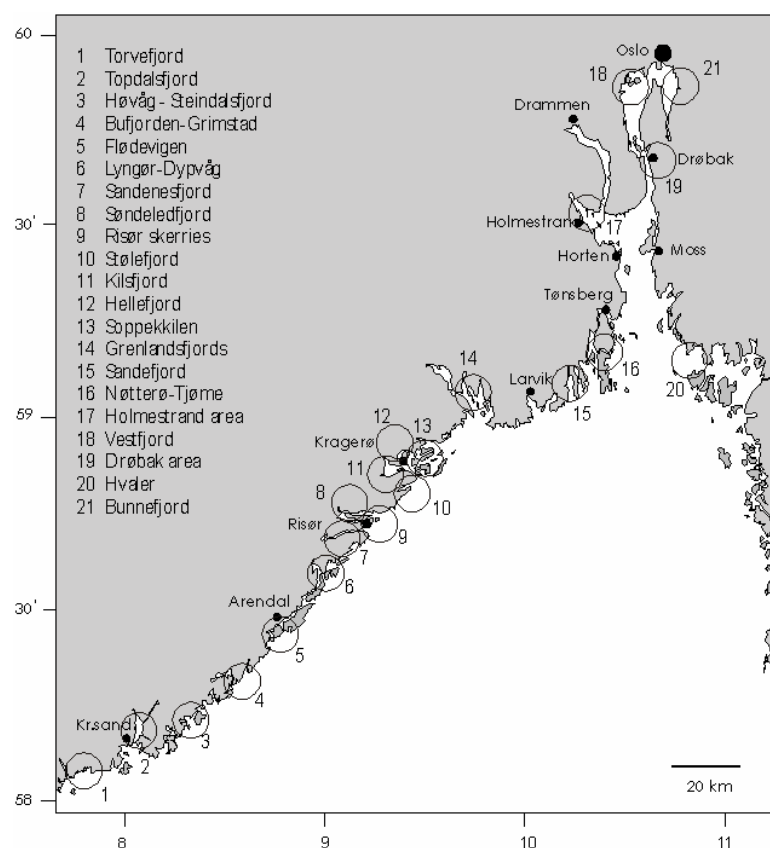 60
1 Torvefjord
2 Topdalsfjord
3 Høvåg - Steindalsfjord
4 Bufjorden-Grimstad
5 Flødevigen
6 Lyngør-Dypvåg
7 Sandenesfjord
8 Søndeledfjord
9 Risør skerries
10 Stølefjord
11 Kilsfjord
12 Hellefjord
13 Soppekkilen
14 Grenlandsfjords
15 Sandefjord
16 Nøtterø-Tjøme
17 Holmestrand area
18 Vestfjord
19 Drøbak area
20 Hvaler
21 Bunnefjord
Oslo
18
21
Drammen
Drøbak
19
30'
Holmestrand
17
Horten
Moss
Tønsberg
14
Larvik
16
20
15
59
12
13
Kragerø
11
8
10
Risør
9
7
6
30'
Arendal
5
4
Kr.sand
3
2
20 km
58
1
8
9
10
11